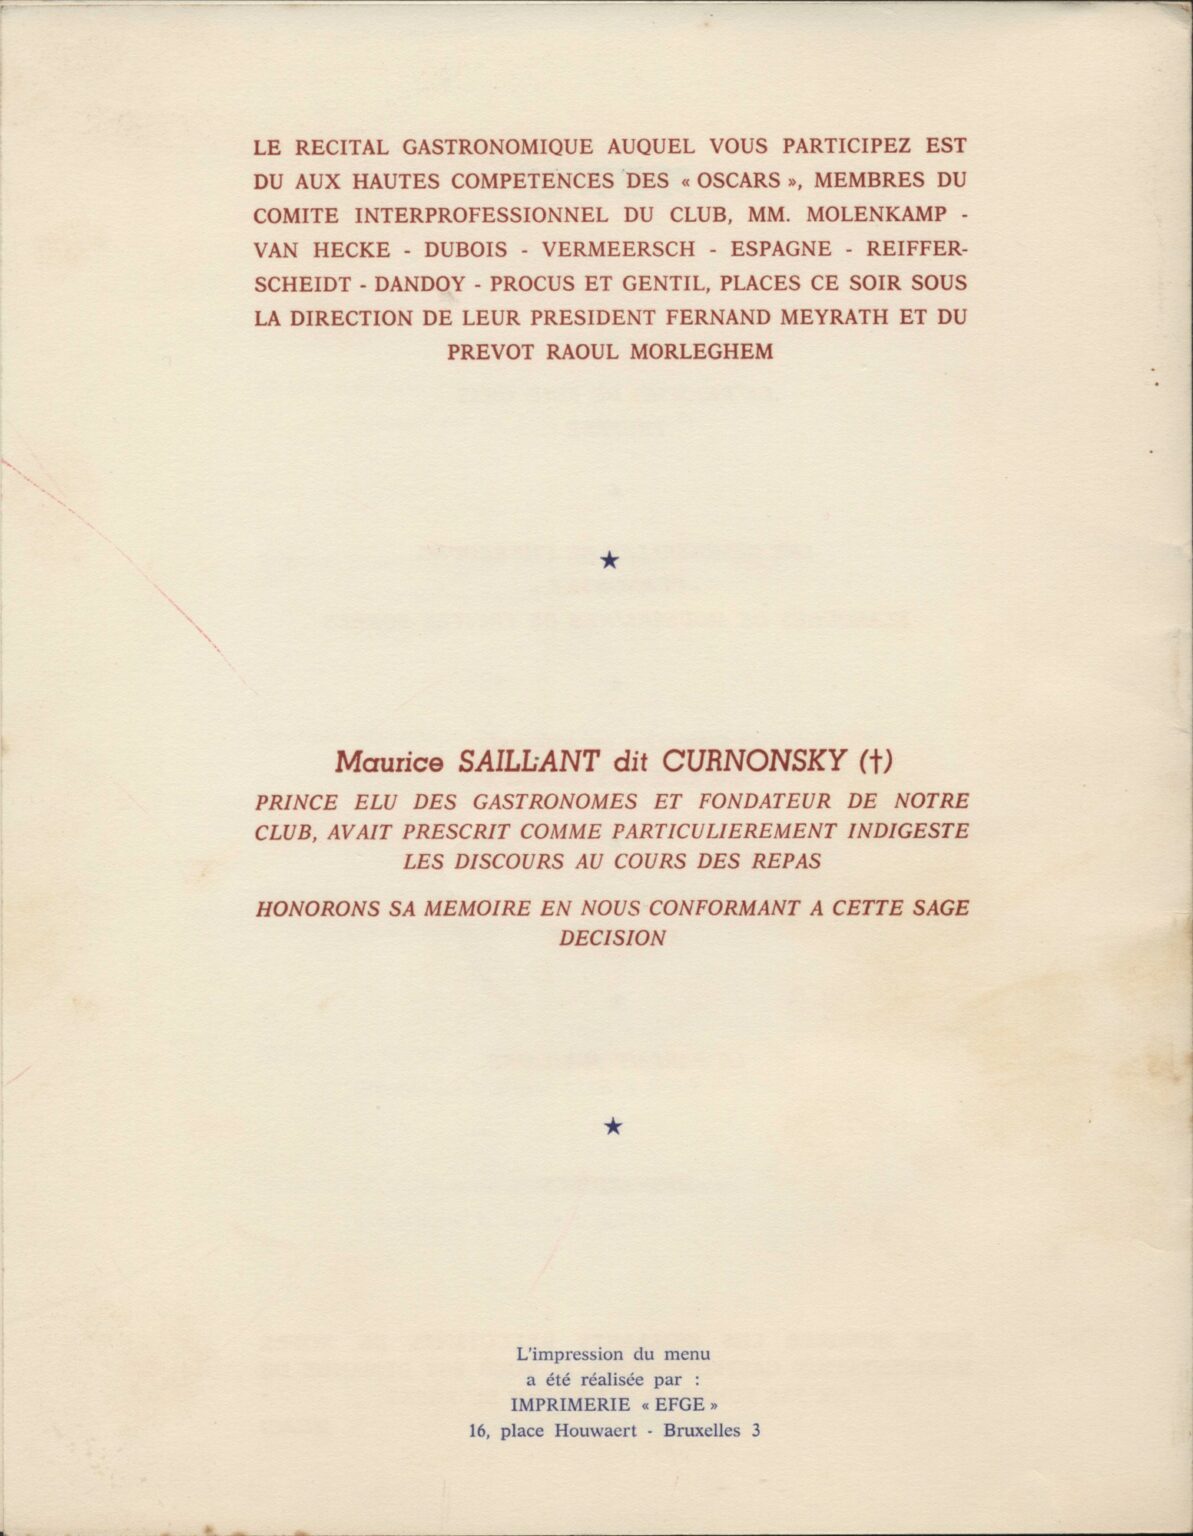 LE RECITAL GASTRONOMIQUE AUQUEL VOUS PARTICIPEZ EST
DU AUX HAUTES COMPETENCES DES « OSCARS », MEMBRES DU
COMITE INTERPROFESSIONNEL DU CLUB, MM. MOLENKAMP -
VAN HECKE - DUBOIS - VERMEERSCH - ESPAGNE - REIFFER-
SCHEIDT - DANDOY - PROCUS ET GENTIL, PLACES CE SOIR SOUS
LA DIRECTION DE LEUR PRESIDENT FERNAND MEYRATH ET DU
PREVOT RAOUL MORLEGHEM
★
Maurice SAILLANT dit CURNONSKY (†)
PRINCE ELU DES GASTRONOMES ET FONDATEUR DE NOTRE
CLUB, AVAIT PRESCRIT COMME PARTICULIEREMENT INDIGESTE
LES DISCOURS AU COURS DES REPAS
HONORONS SA MEMOIRE EN NOUS CONFORMANT A CETTE SAGE
DECISION
★
L'impression du menu
a été réalisée par :
IMPRIMERIE « EFGE »
16, place Houwaert - Bruxelles 3